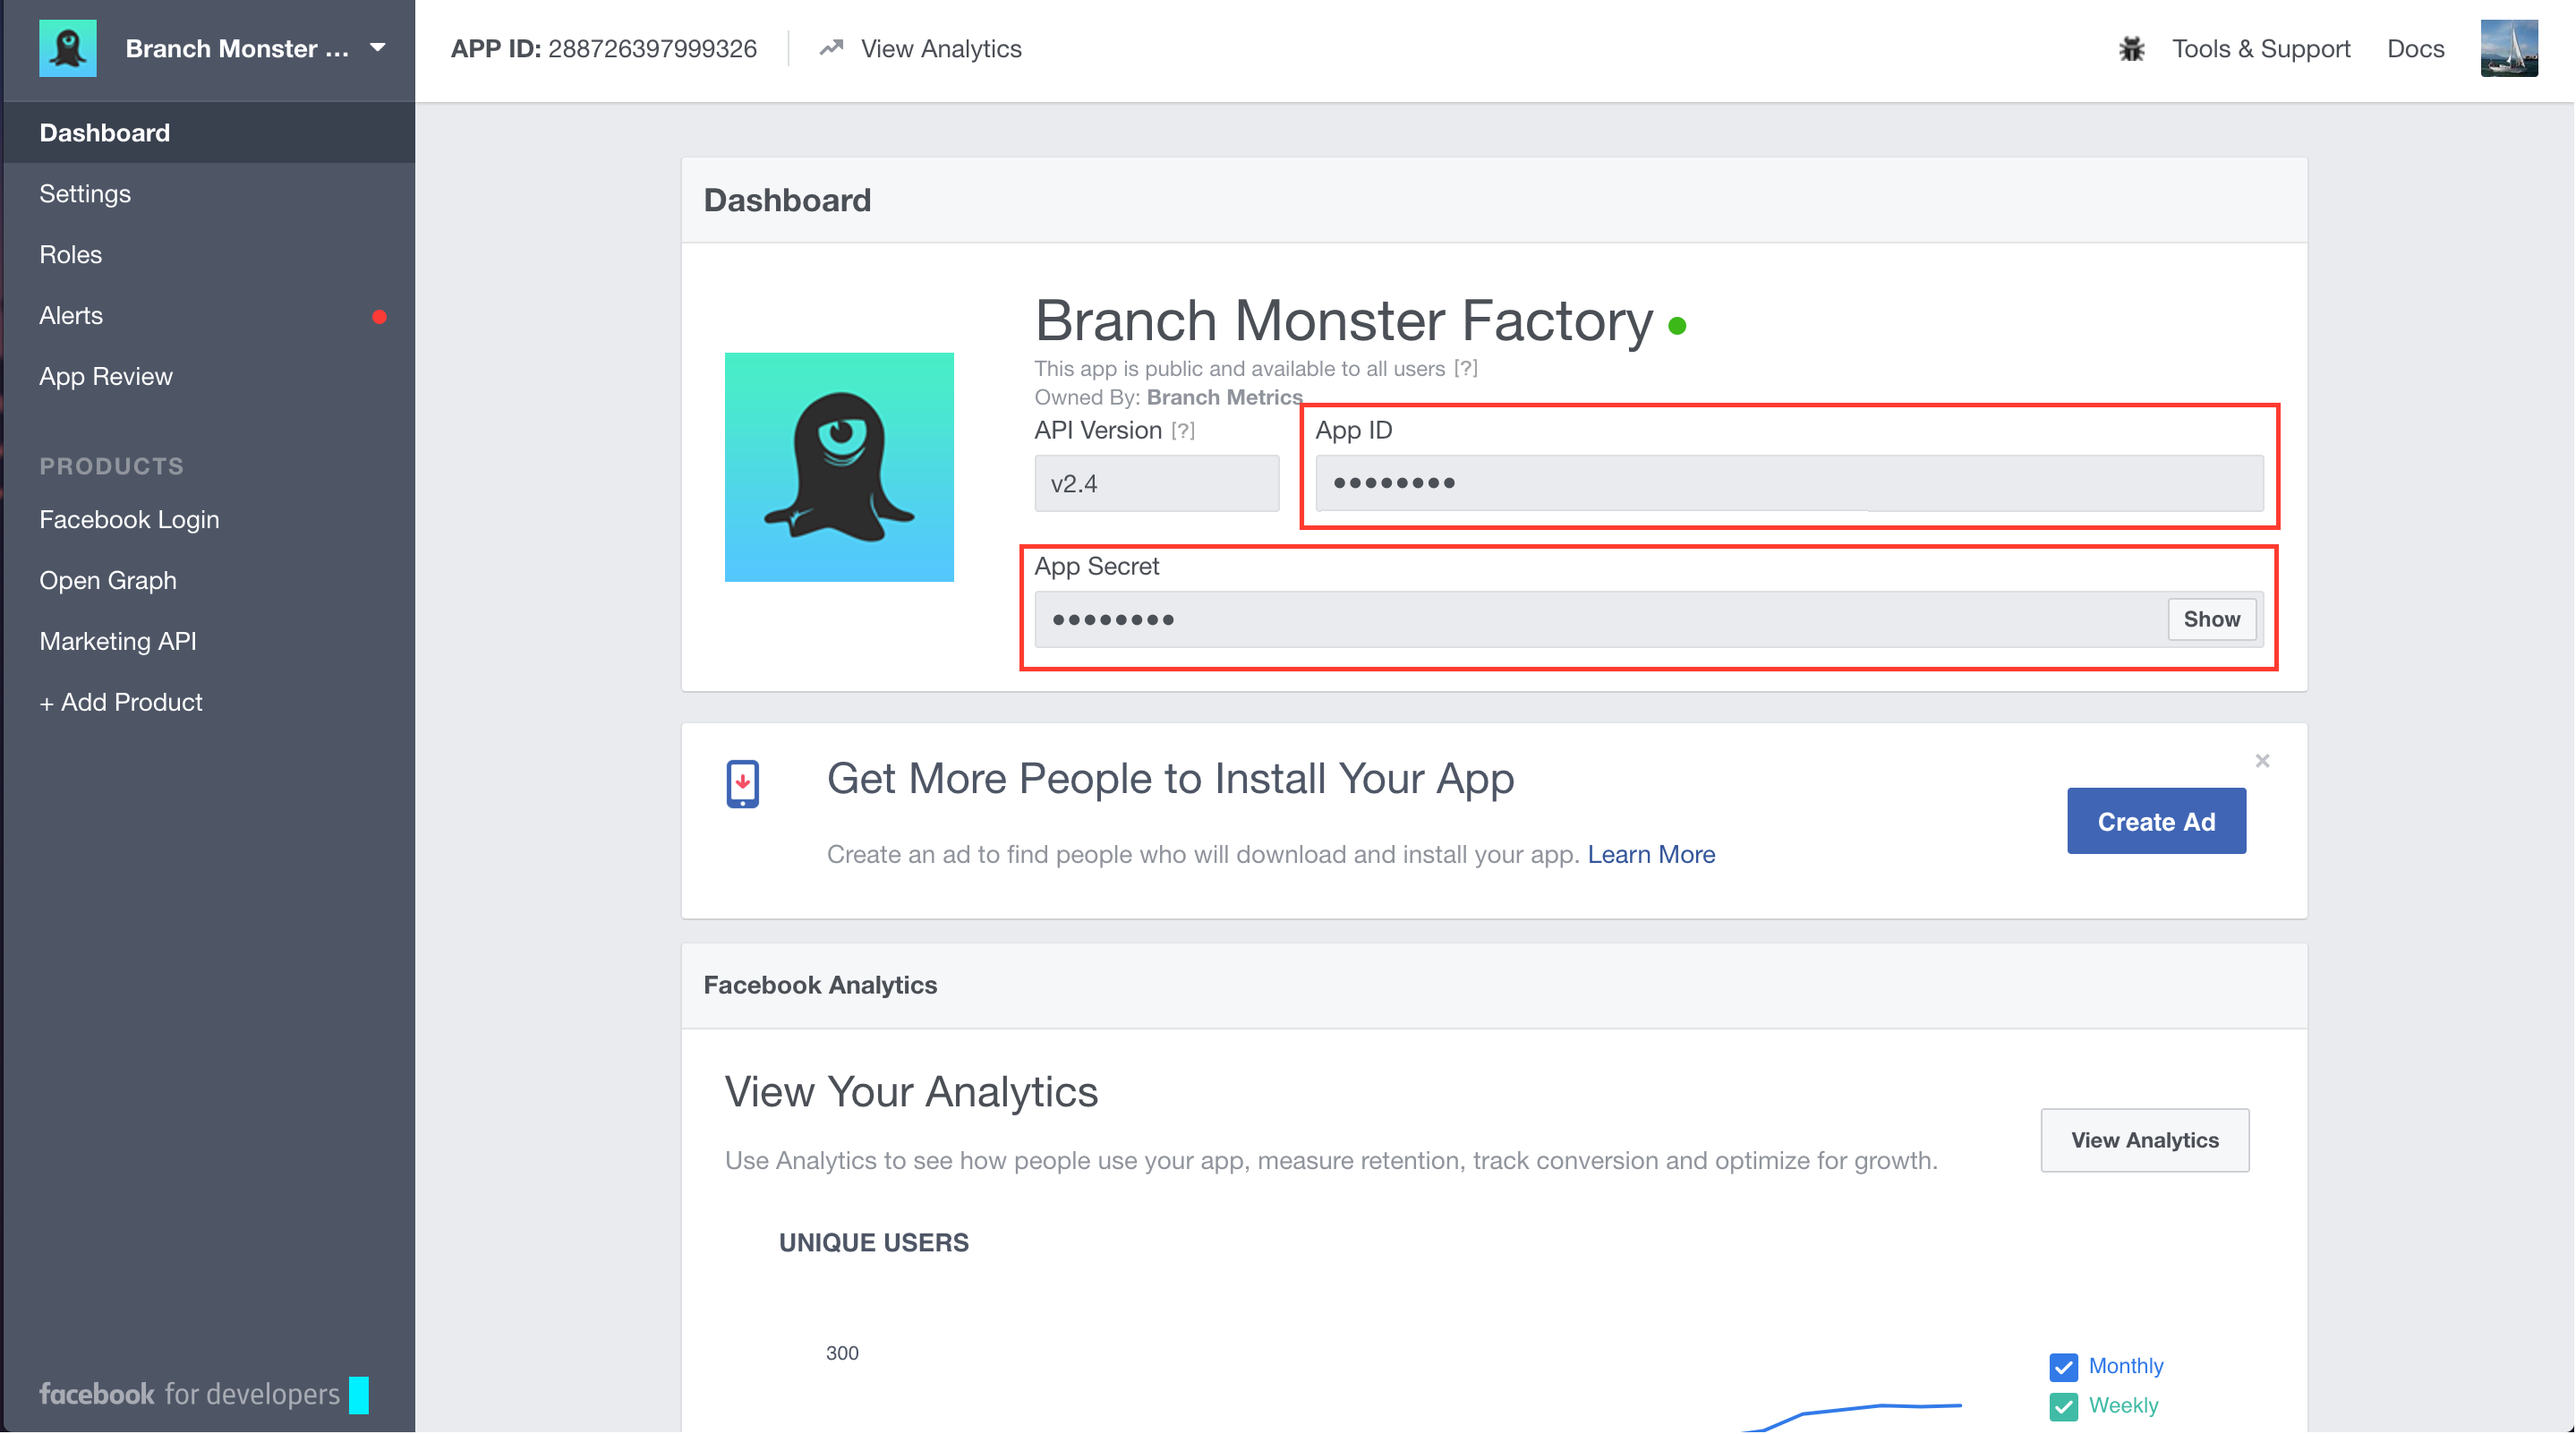 Branch Monster ...
APP ID: 288726397999326
View Analytics
Tools & Support
Docs
Dashboard
Settings
Roles
Alerts
App Review
PRODUCTS
Facebook Login
Open Graph
Marketing API
+ Add Product
facebook for developers
Dashboard
Branch Monster Factory
This app is public and available to all users [?]
Owned By: Branch Metrics
API Version [?]
v2.4
App ID
••••••••
App Secret
••••••••
Show
Get More People to Install Your App
Create an ad to find people who will download and install your app. Learn More
Create Ad
Facebook Analytics
View Your Analytics
Use Analytics to see how people use your app, measure retention, track conversion and optimize for growth.
View Analytics
UNIQUE USERS
300
Monthly
Weekly